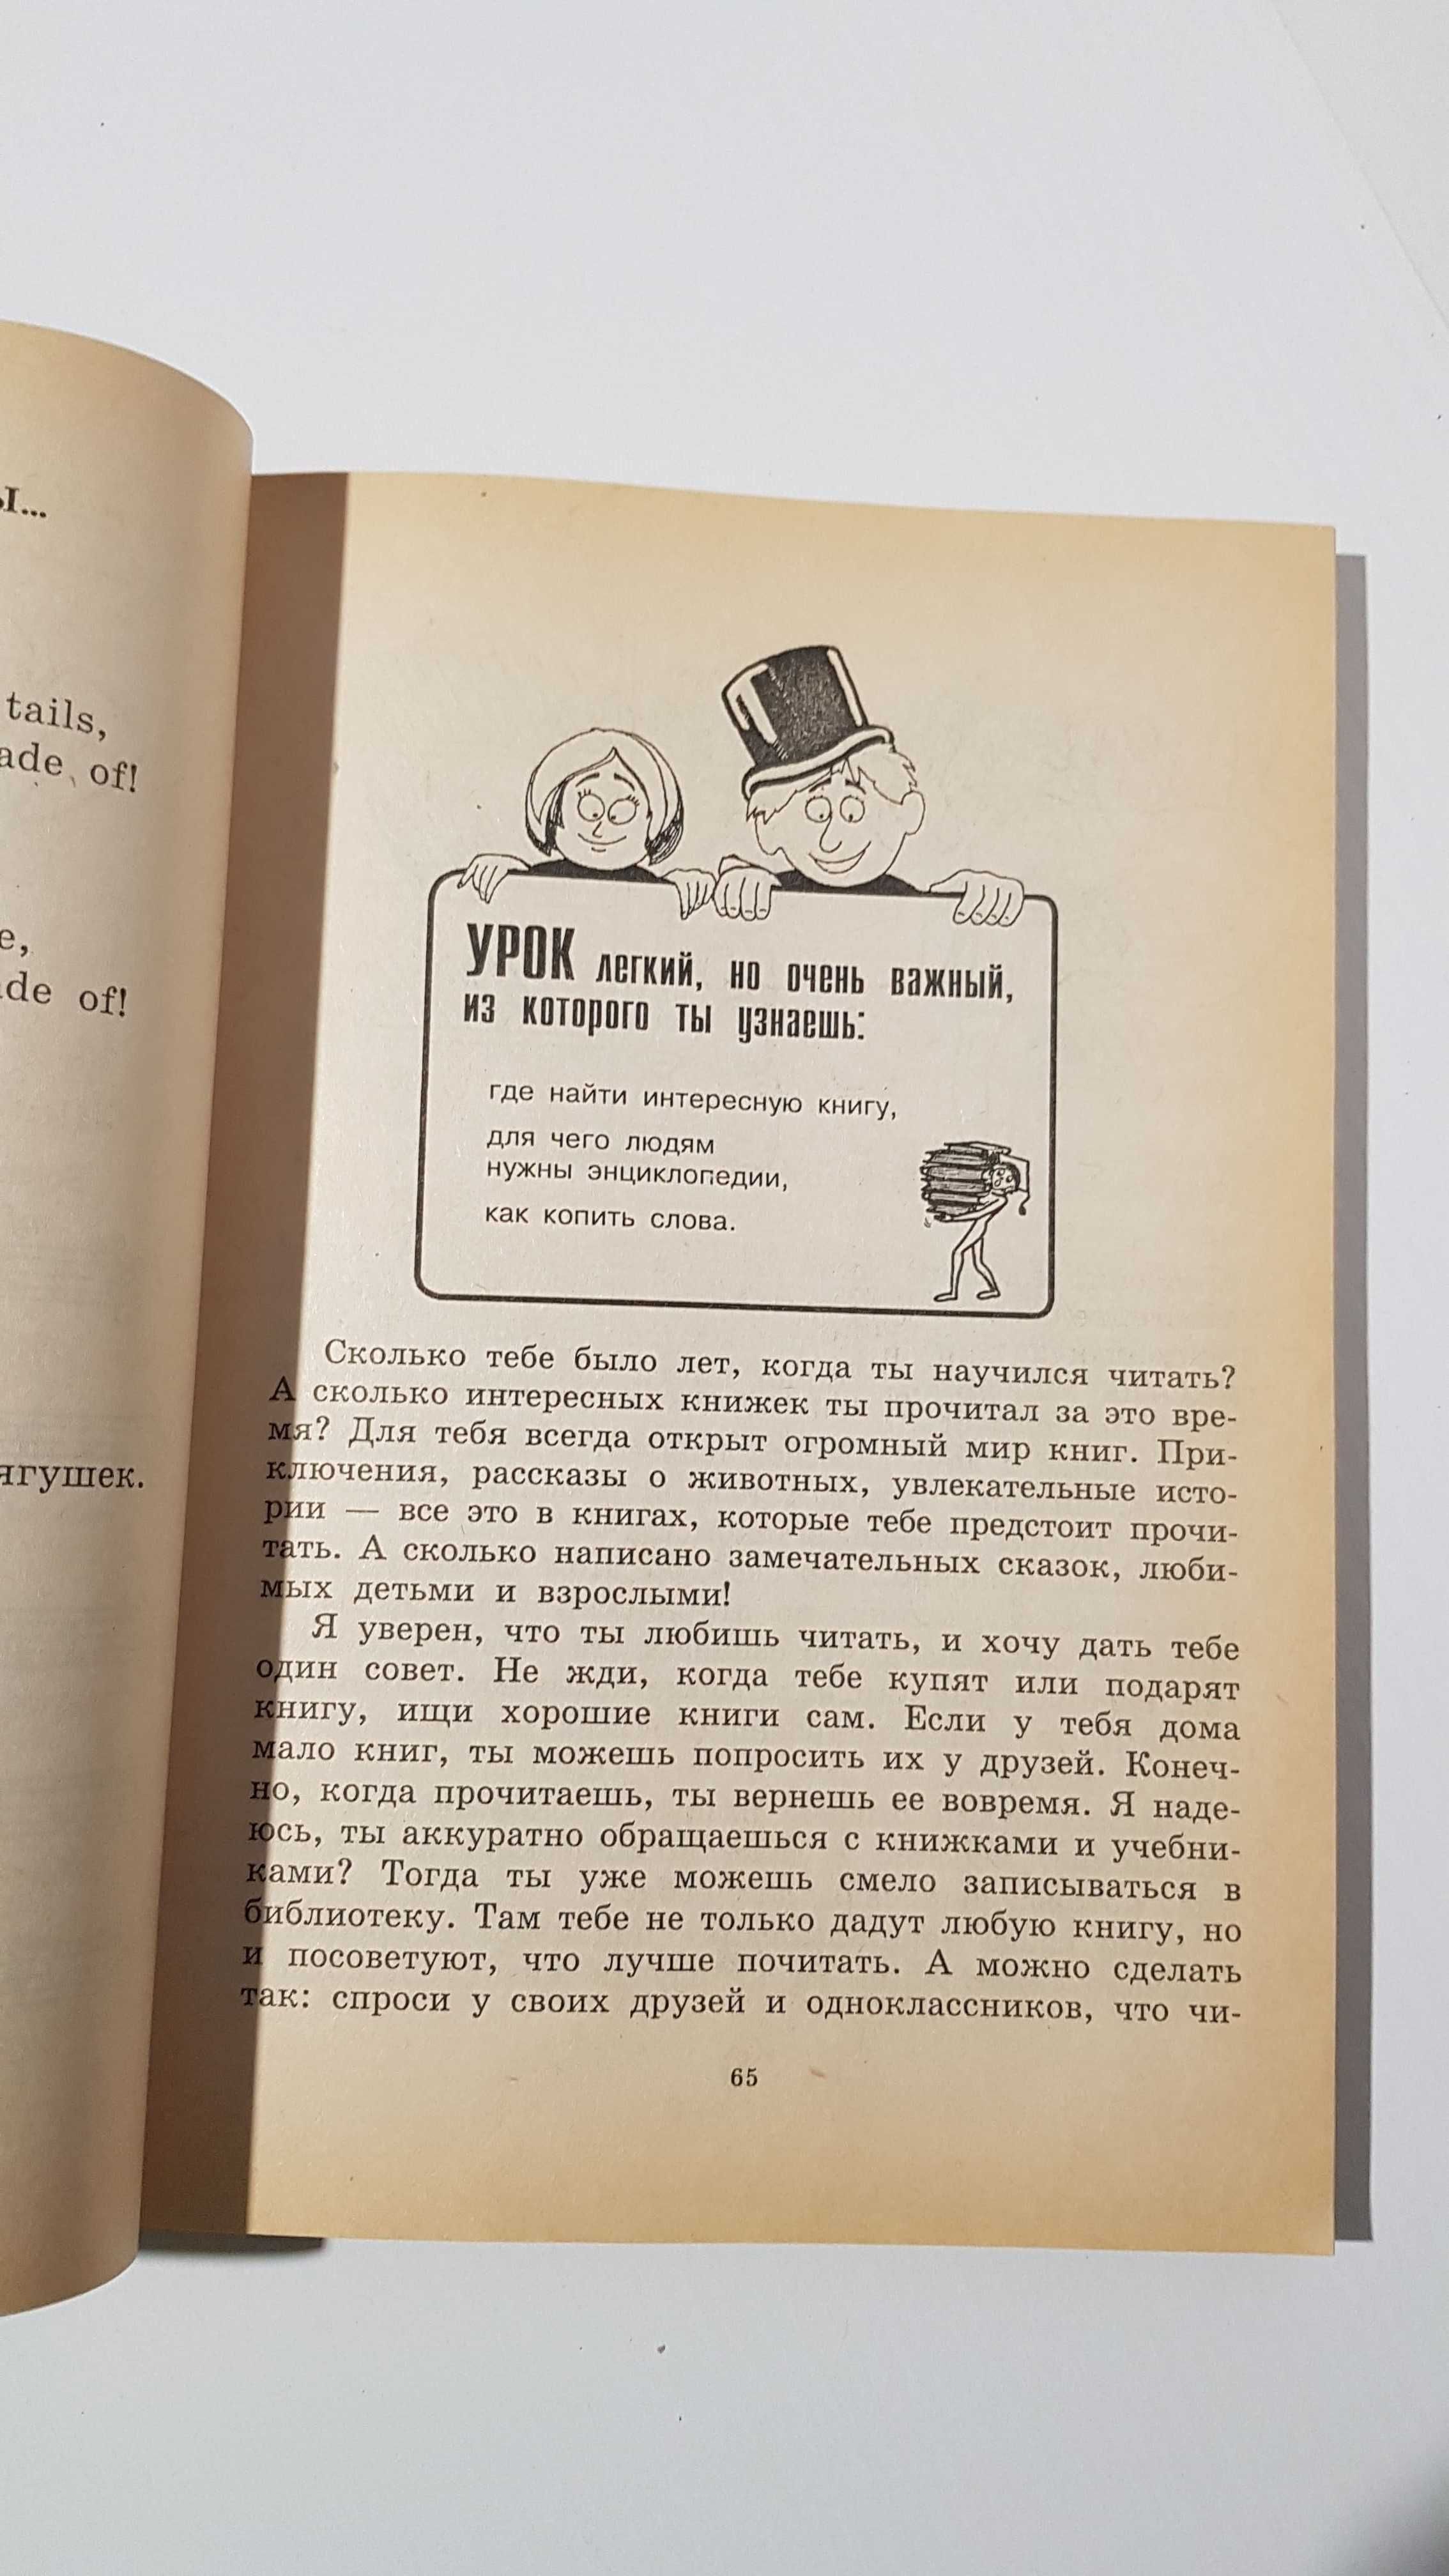 tails,
of!
of!
УРОК легкий, но очень важный,
из которого ты узнаешь:
где найти интересную книгу,
для чего людям
нужны энциклопедии,
как копить слова.
Сколько тебе было лет, когда ты научился читать?
А сколько интересных книжек ты прочитал за это вре-
мя? Для тебя всегда открыт огромный мир книг. При-
ключения, рассказы о животных, увлекательные исто-
рии — все это в книгах, которые тебе предстоит прочи-
тать. А сколько написано замечательных сказок, люби-
мых детьми и взрослыми!
Я уверен, что ты любишь читать, и хочу дать тебе
один совет. Не жди, когда тебе купят или подарят
книгу, ищи хорошие книги сам. Если у тебя дома
мало книг, ты можешь попросить их у друзей. Конеч-
но, когда прочитаешь, ты вернешь ее вовремя. Я наде-
юсь, ты аккуратно обращаешься с книжками и учебни-
ками? Тогда ты уже можешь смело записываться в
библиотеку. Там тебе не только дадут любую книгу, но
и посоветуют, что лучше почитать. А можно сделать
так: спроси у своих друзей и одноклассников, что чи-
65